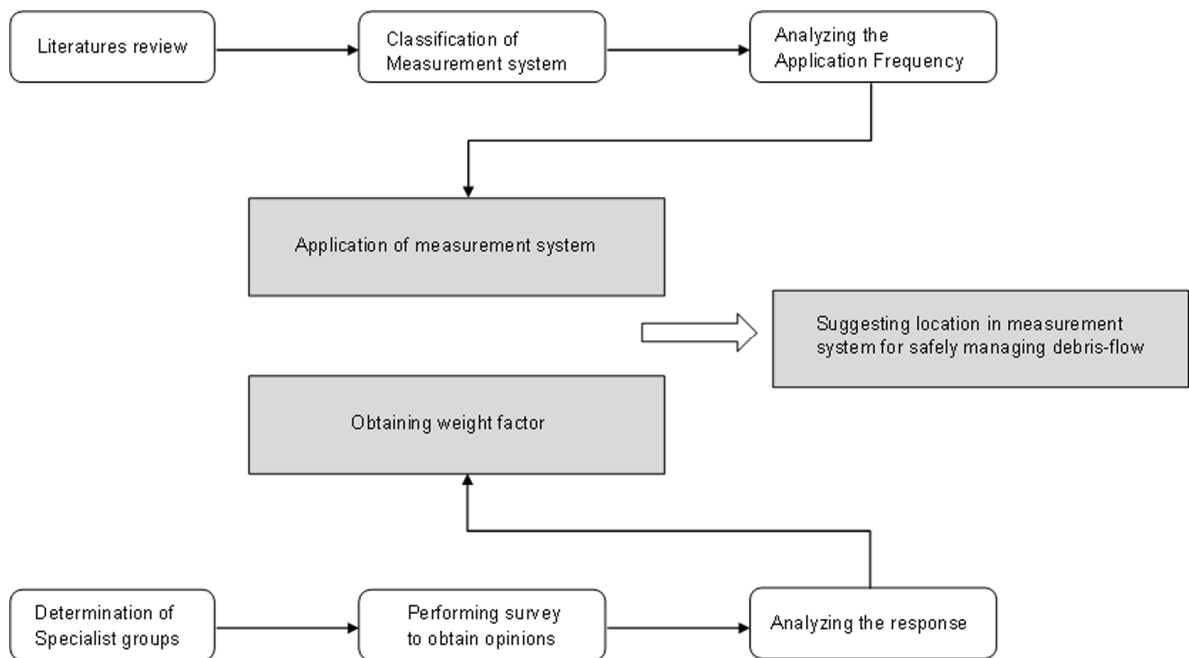 Literatures review
Classification of
Measurement system
Analyzing the
Application Frequency
Application of measurement system
Suggesting location in measurement
system for safely managing debris-flow
Obtaining weight factor
Determination of
Specialist groups
Performing survey
to obtain opinions
Analyzing the response